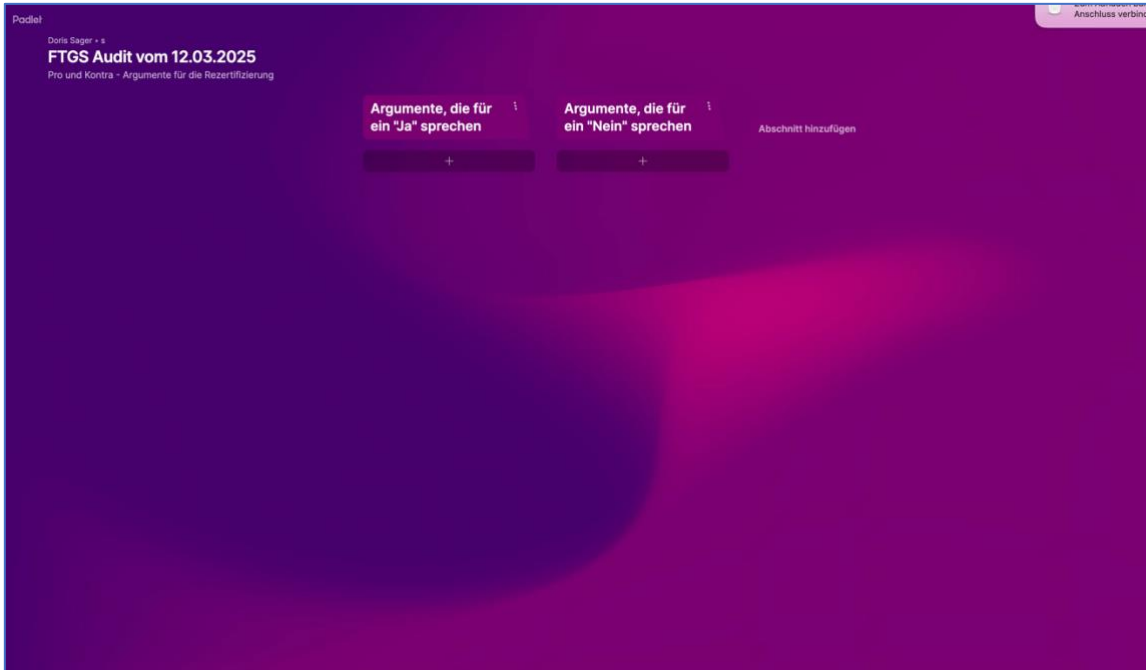 Padlet
Anschluss verbind
Doris Sager • s
FTGS Audit vom 12.03.2025
Pro und Kontra - Argumente für die Rezertifizierung
Argumente, die für
ein "Ja" sprechen
Argumente, die für
ein "Nein" sprechen
Abschnitt hinzufügen